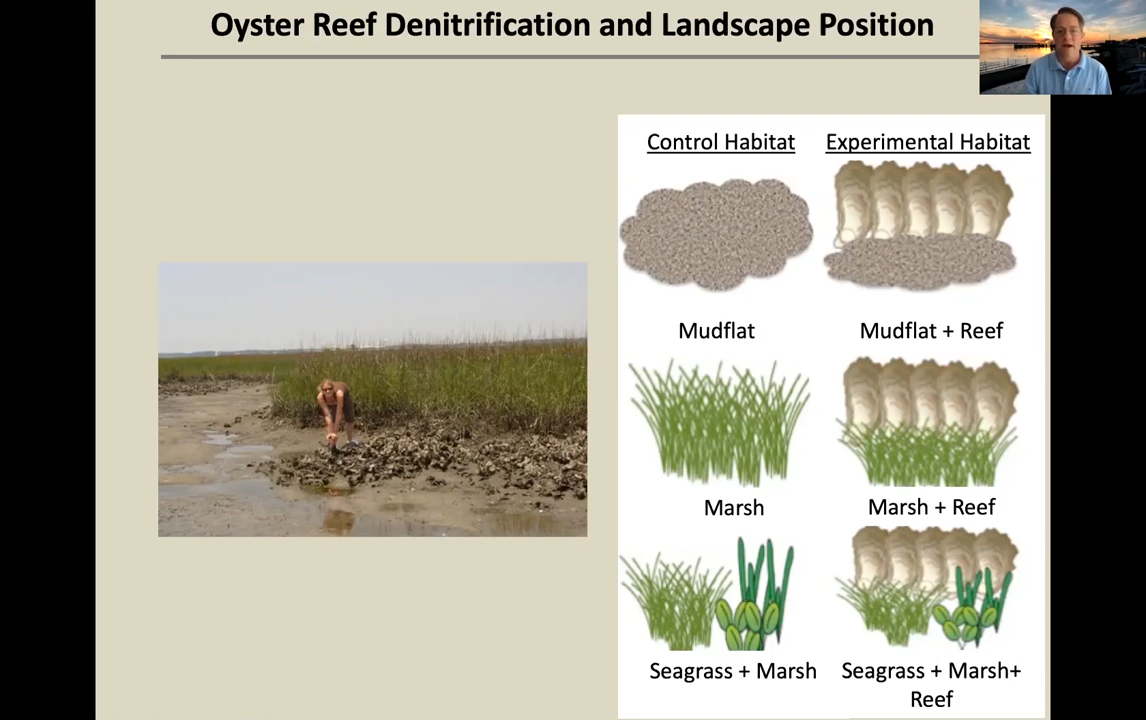 Oyster Reef Denitrification and Landscape Position
Control Habitat
Experimental Habitat
Mudflat
Mudflat + Reef
Marsh
Marsh + Reef
Seagrass + Marsh
Seagrass + Marsh+
Reef